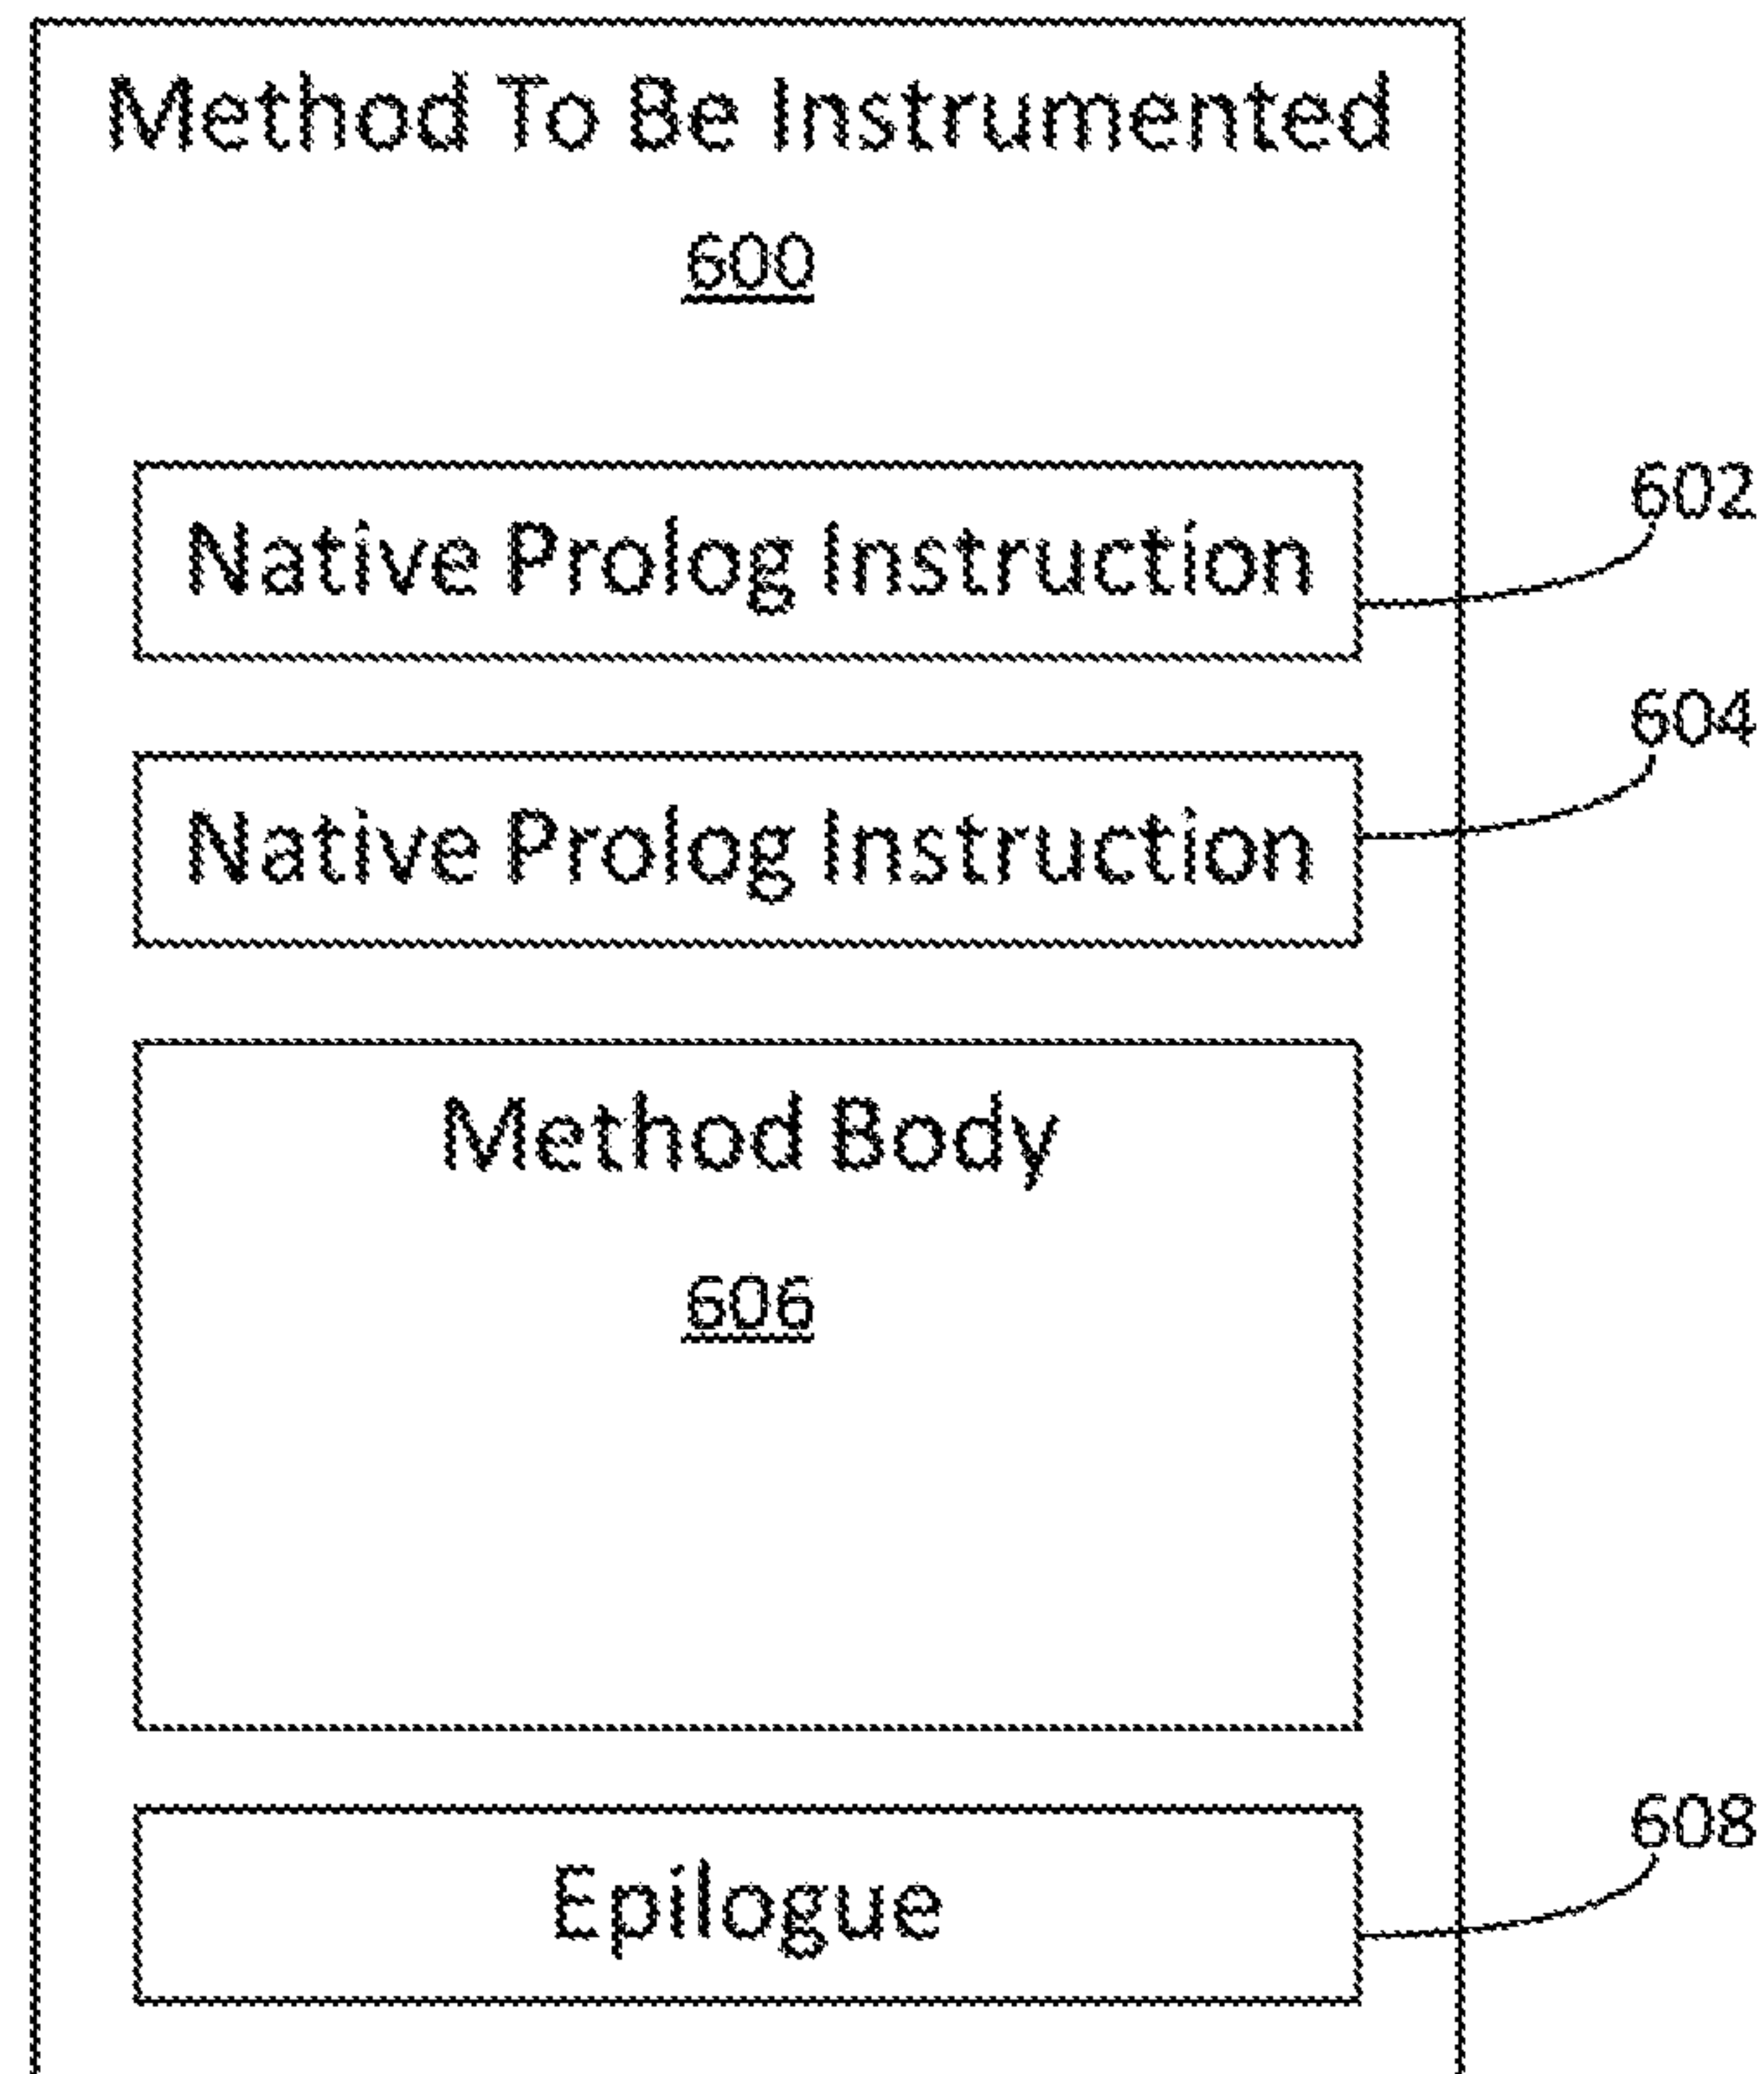 Method To Be Instrumented
600
Native Prolog Instruction
602
Native Prolog Instruction
604
Method Body
606
Epilogue
608